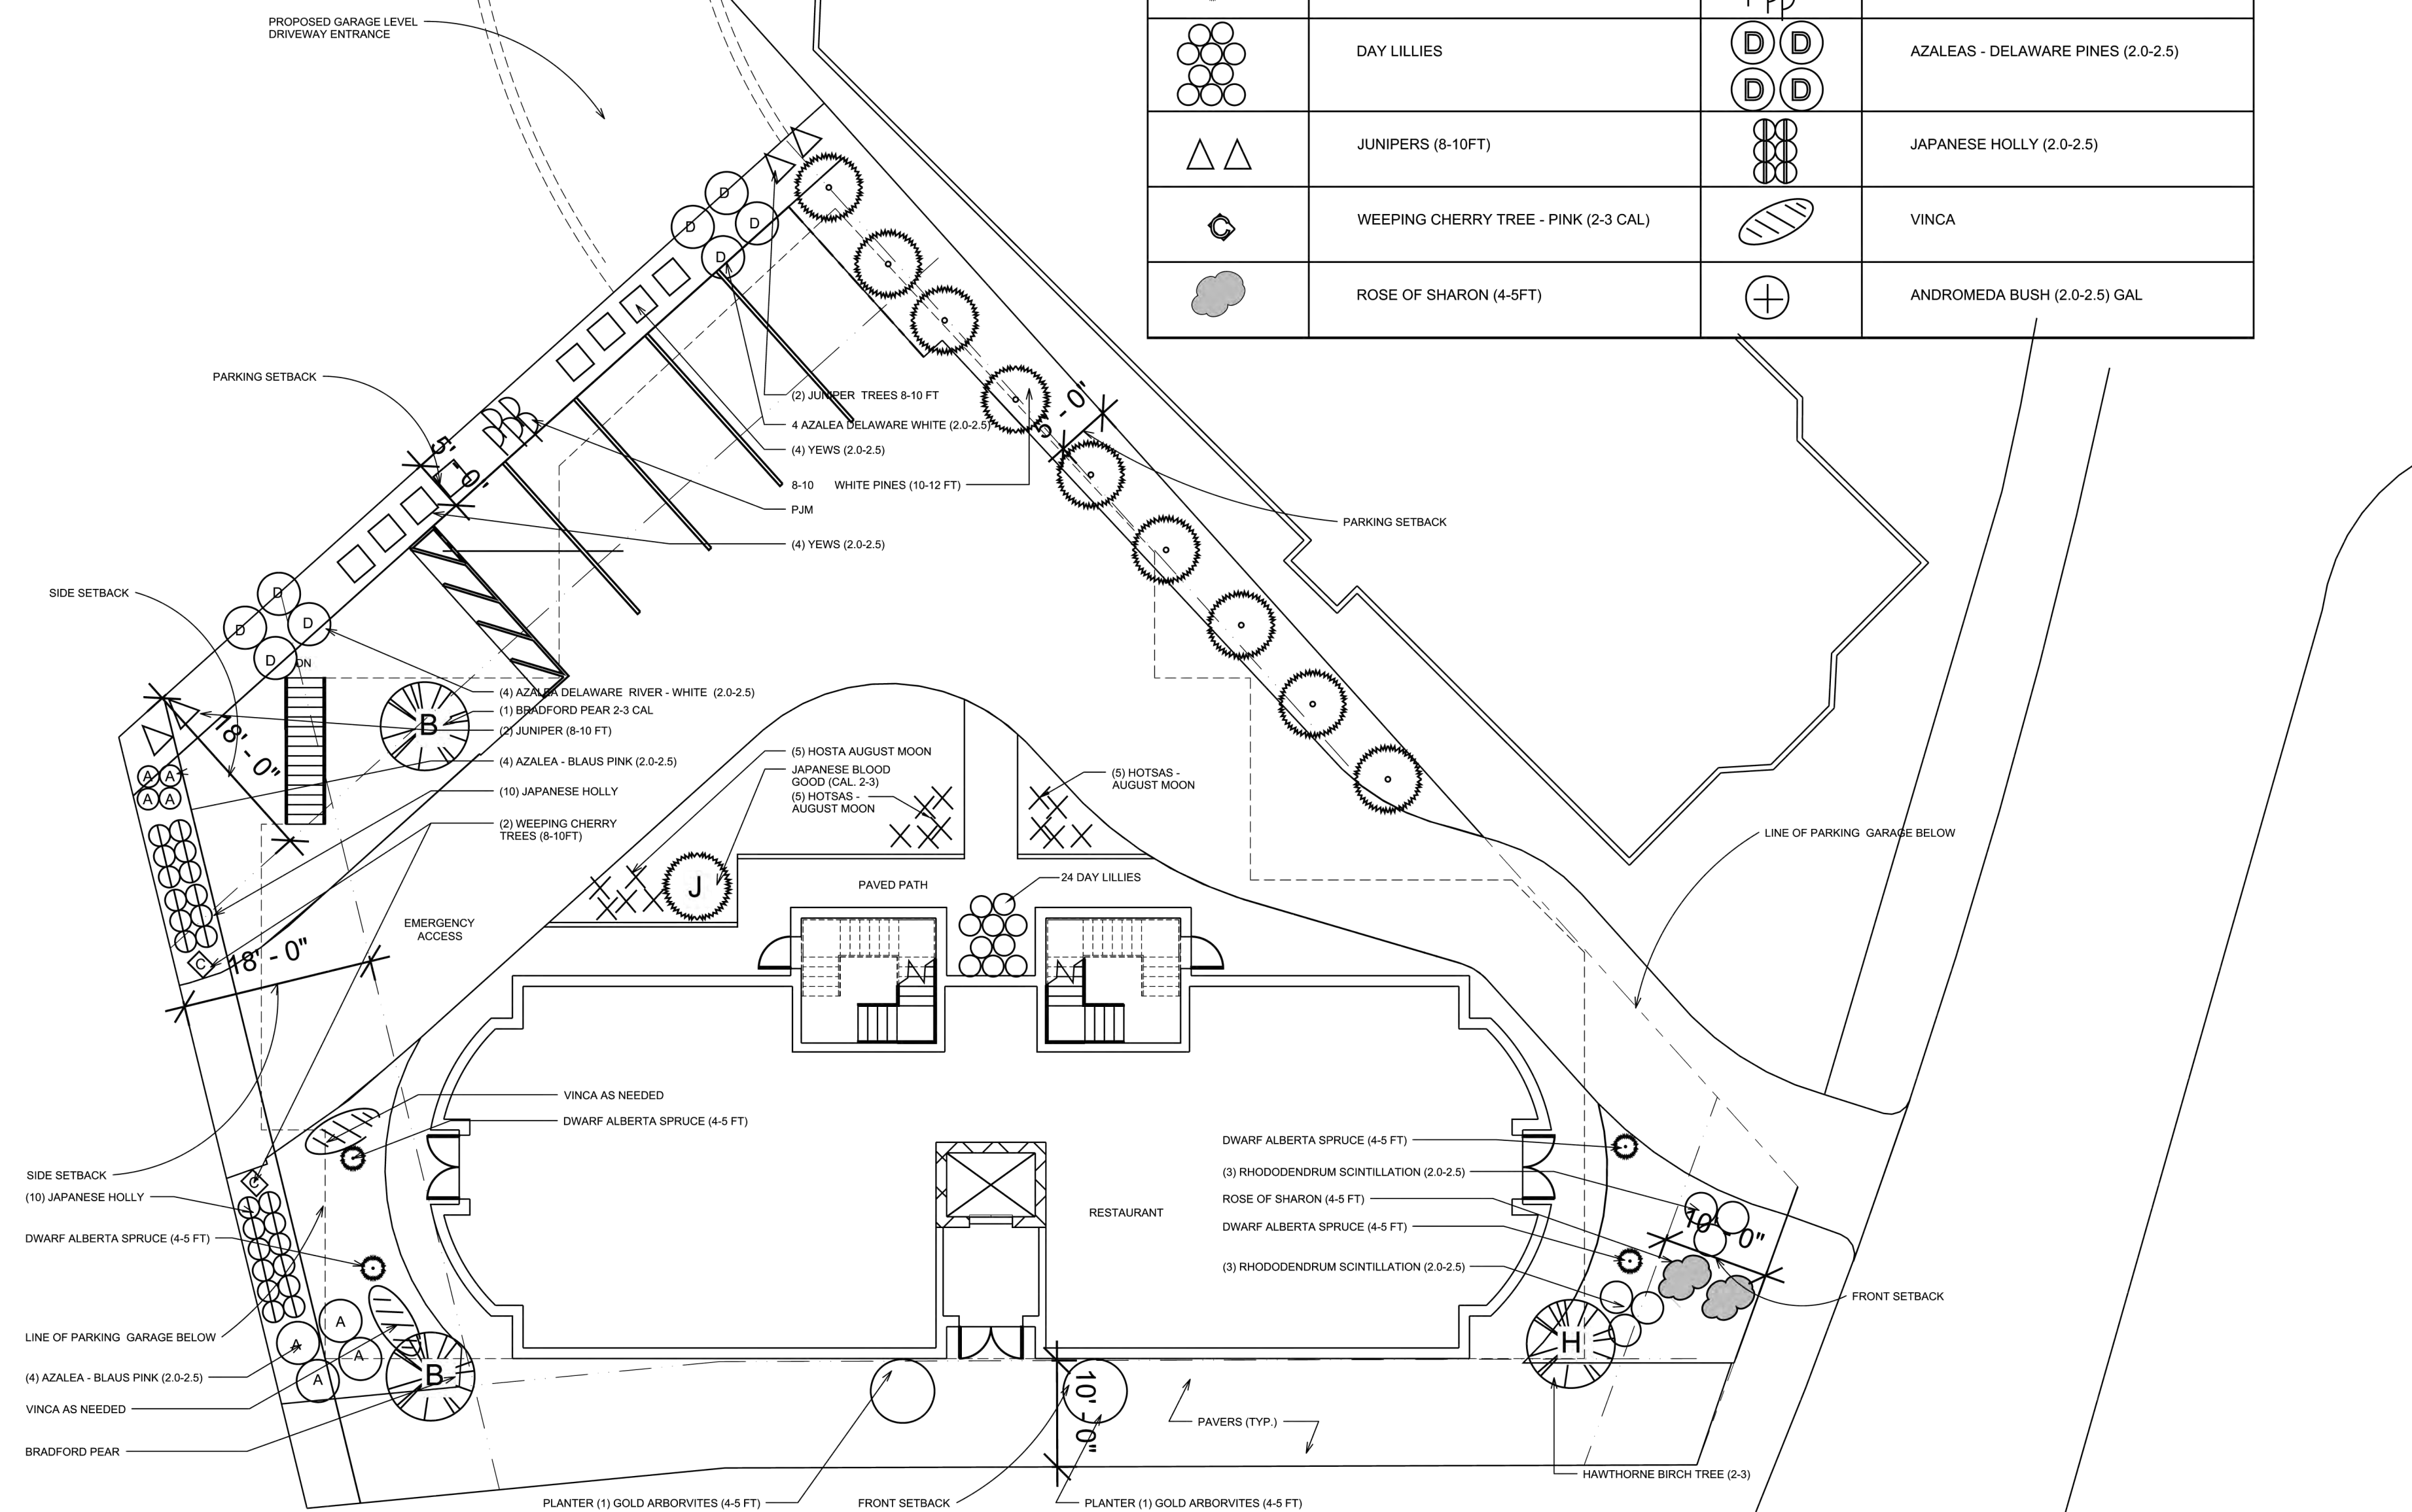 PROPOSED GARAGE LEVEL
DRIVEWAY ENTRANCE
DAY LILLIES
D D
D D
AZALEAS - DELAWARE PINES (2.0-2.5)
JUNIPERS (8-10FT)
JAPANESE HOLLY (2.0-2.5)
C
WEEPING CHERRY TREE - PINK (2-3 CAL)
VINCA
ROSE OF SHARON (4-5FT)
ANDROMEDA BUSH (2.0-2.5) GAL
D
D
D
D
PARKING SETBACK
(2) JUNIPER TREES 8-10 FT
4 AZALEA DELAWARE WHITE (2.0-2.5)
(4) YEWS (2.0-2.5)
8-10 WHITE PINES (10-12 FT)
PJM
(4) YEWS (2.0-2.5)
5' - 0"
5' - 0"
PARKING SETBACK
SIDE SETBACK
D
D
D
D
DN
18' - 0"
B
(4) AZALEA DELAWARE RIVER - WHITE (2.0-2.5)
(1) BRADFORD PEAR 2-3 CAL
(2) JUNIPER (8-10 FT)
(4) AZALEA - BLAUS PINK (2.0-2.5)
(10) JAPANESE HOLLY
(2) WEEPING CHERRY
TREES (8-10FT)
A A
A A
(5) HOSTA AUGUST MOON
JAPANESE BLOOD
GOOD (CAL. 2-3)
(5) HOTSAS -
AUGUST MOON
(5) HOTSAS -
AUGUST MOON
LINE OF PARKING GARAGE BELOW
J
PAVED PATH
24 DAY LILLIES
EMERGENCY
ACCESS
C
18' - 0"
VINCA AS NEEDED
DWARF ALBERTA SPRUCE (4-5 FT)
SIDE SETBACK
C
(10) JAPANESE HOLLY
DWARF ALBERTA SPRUCE (4-5 FT)
LINE OF PARKING GARAGE BELOW
(4) AZALEA - BLAUS PINK (2.0-2.5)
VINCA AS NEEDED
BRADFORD PEAR
A
A
A
A
B
RESTAURANT
DWARF ALBERTA SPRUCE (4-5 FT)
(3) RHODODENDRUM SCINTILLATION (2.0-2.5)
ROSE OF SHARON (4-5 FT)
DWARF ALBERTA SPRUCE (4-5 FT)
(3) RHODODENDRUM SCINTILLATION (2.0-2.5)
10' - 0"
FRONT SETBACK
H
10' - 0"
PAVERS (TYP.)
HAWTHORNE BIRCH TREE (2-3)
PLANTER (1) GOLD ARBORVITES (4-5 FT)
FRONT SETBACK
PLANTER (1) GOLD ARBORVITES (4-5 FT)